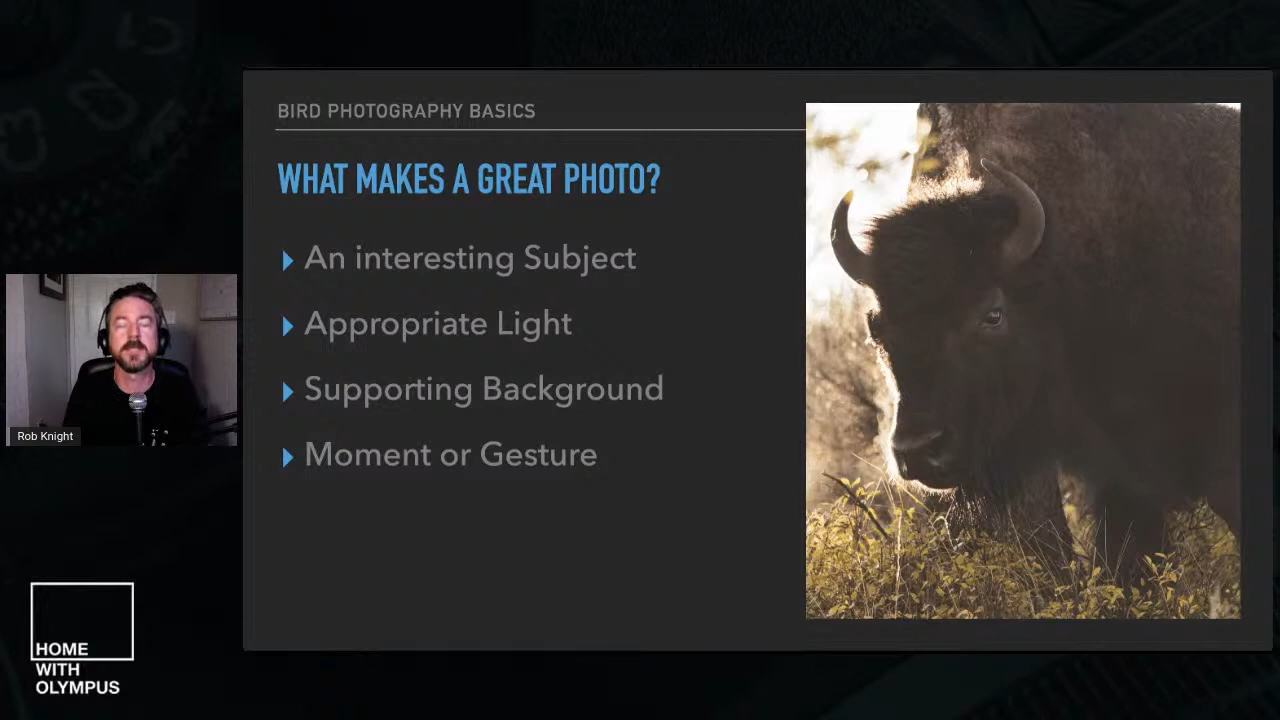 BIRD PHOTOGRAPHY BASICS
WHAT MAKES A GREAT PHOTO?
An interesting Subject
Appropriate Light
Supporting Background
Moment or Gesture
Rob Knight
HOME
WITH
OLYMPUS